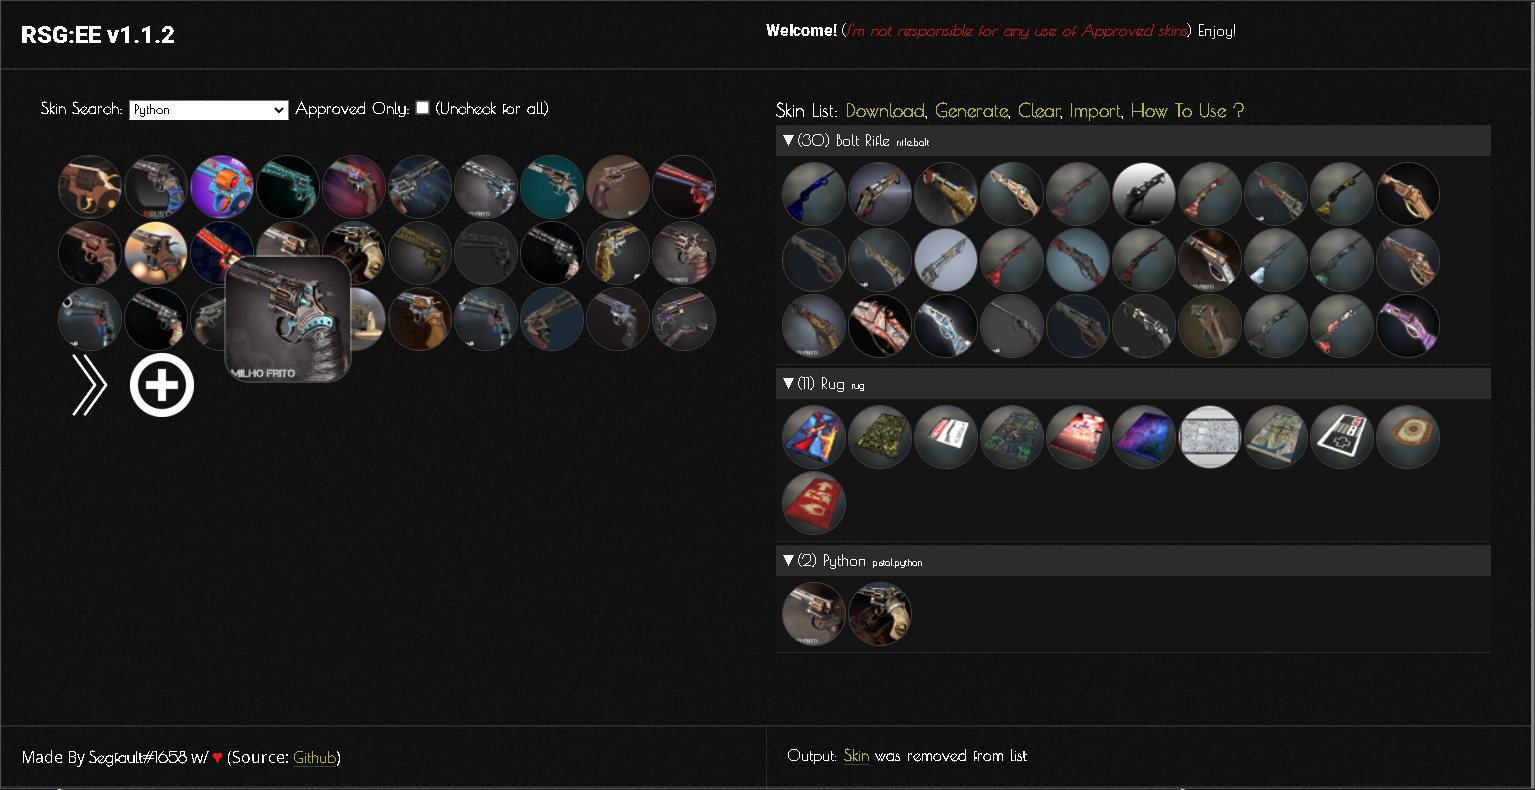 RSG:EE v1.1.2
Welcome! (I'm not responsible for any use of Approved skins) Enjoy!
Skin Search: Python Approved Only: (Uncheck for all)
MILHO FRITO
Skin List: Download, Generate, Clear, Import, How To Use ?
▼(30) Bolt Rifle rifle.bolt
▼(11) Rug rug
▼(2) Python pistol.python
Made By Segfault#1658 w/ ♥ (Source: Github)
Output: Skin was removed from list